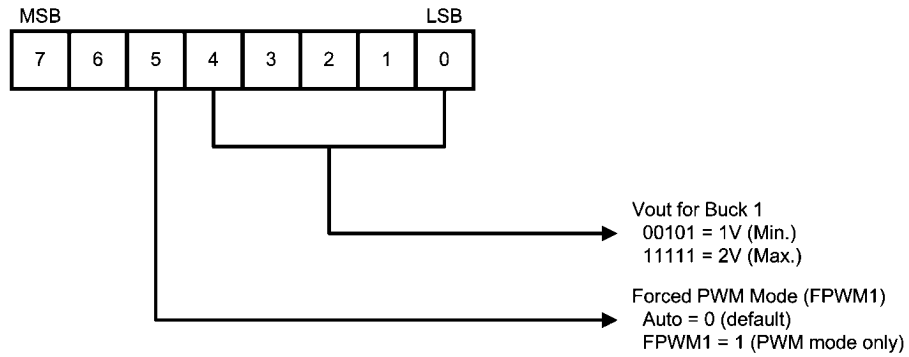 MSB LSB
7 6 5 4 3 2 1 0
Vout for Buck 1
00101 = 1V (Min.)
11111 = 2V (Max.)
Forced PWM Mode (FPWM1)
Auto = 0 (default)
FPWM1 = 1 (PWM mode only)